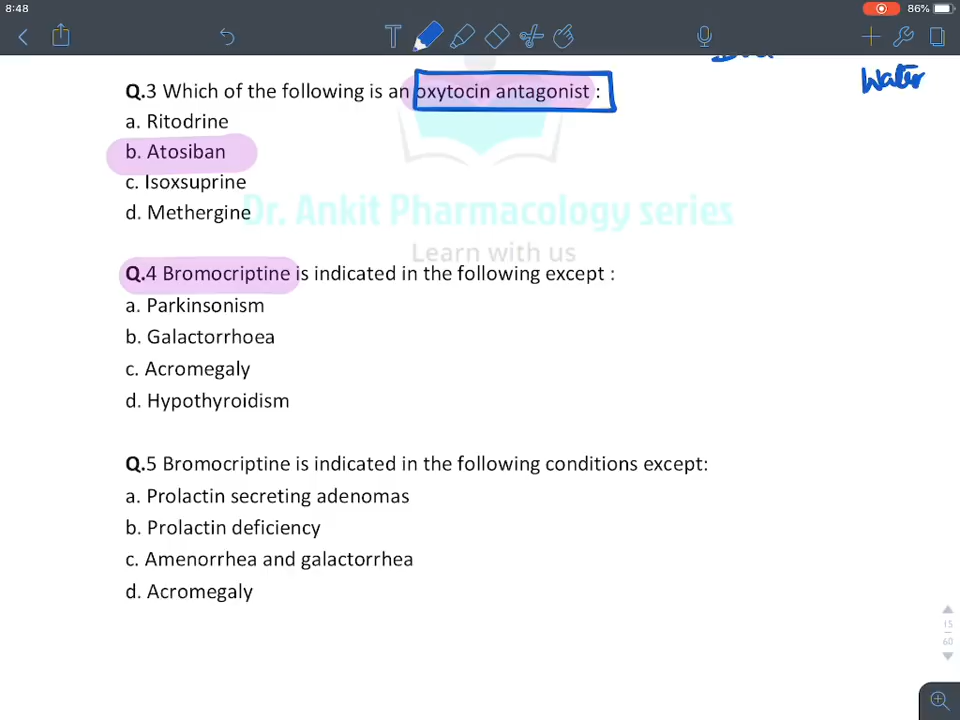 8:48
86%
T
Water
Q.3 Which of the following is an oxytocin antagonist :
a. Ritodrine
b. Atosiban
c. Isoxsuprine
d. Methergine
Dr. Ankit Pharmacology series
Learn with us
Q.4 Bromocriptine is indicated in the following except :
a. Parkinsonism
b. Galactorrhoea
c. Acromegaly
d. Hypothyroidism
Q.5 Bromocriptine is indicated in the following conditions except:
a. Prolactin secreting adenomas
b. Prolactin deficiency
c. Amenorrhea and galactorrhea
d. Acromegaly
15
60